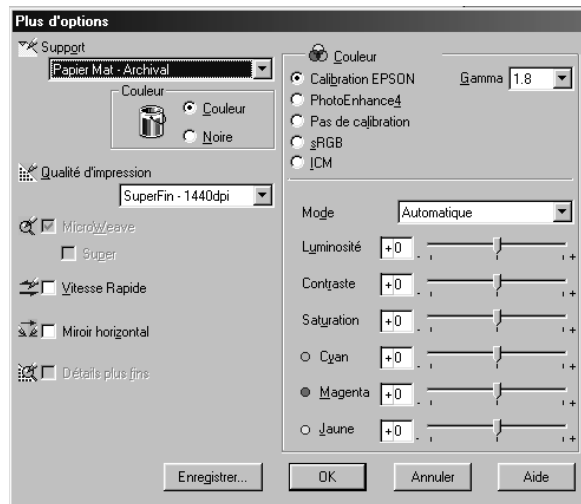 Plus d'options
Support
Papier Mat - Archival
Couleur
Couleur
Noire
Qualité d'impression
SuperFin - 1440dpi
MicroWeave
Super
Vitesse Rapide
Miroir horizontal
Détails plus fins
Couleur
Calibration EPSON
Gamma 1.8
PhotoEnhance4
Pas de calibration
sRGB
ICM
Mode Automatique
Luminosité +0 - +
Contraste +0 - +
Saturation +0 - +
Cyan +0 - +
Magenta +0 - +
Jaune +0 - +
Enregistrer... OK Annuler Aide